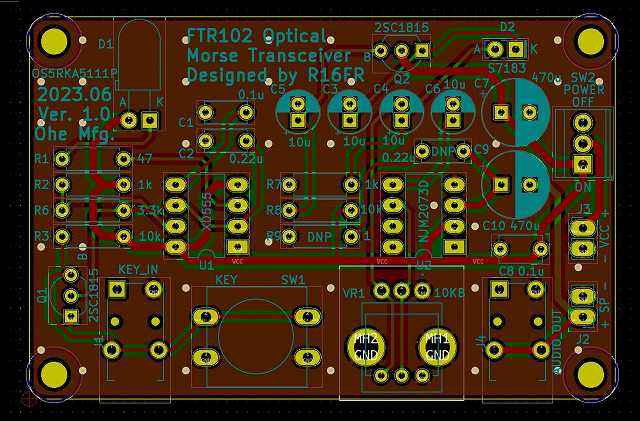 FTR102 Optical
Morse Transceiver
Designed by R16FR
D1
OS5RKA5111P
2023.06
Ver. 1.0
Ohe Mfg.
A K
2SC1815
B
Q2
D2
A K
S7183
470u
SW2
POWER
OFF
ON
C5
C3
C4
C6
C7
10u
10u
10u
10u
0.1u
C1
C2
0.22u
0.22u
DNP
C9
R1
47
R2
1k
R6
3.3k
R3
10k
XD555
U1
R7
1k
R8
10k
R9
DNP
1
NJM2073D
VCC
VCC
C10
470u
J3
VCC
+
-
B
Q1
2SC1815
KEY_IN
J1
KEY
SW1
VR1
10KB
MH2
GND
MH1
GND
C8
0.1u
J4
-
SP
+
J2